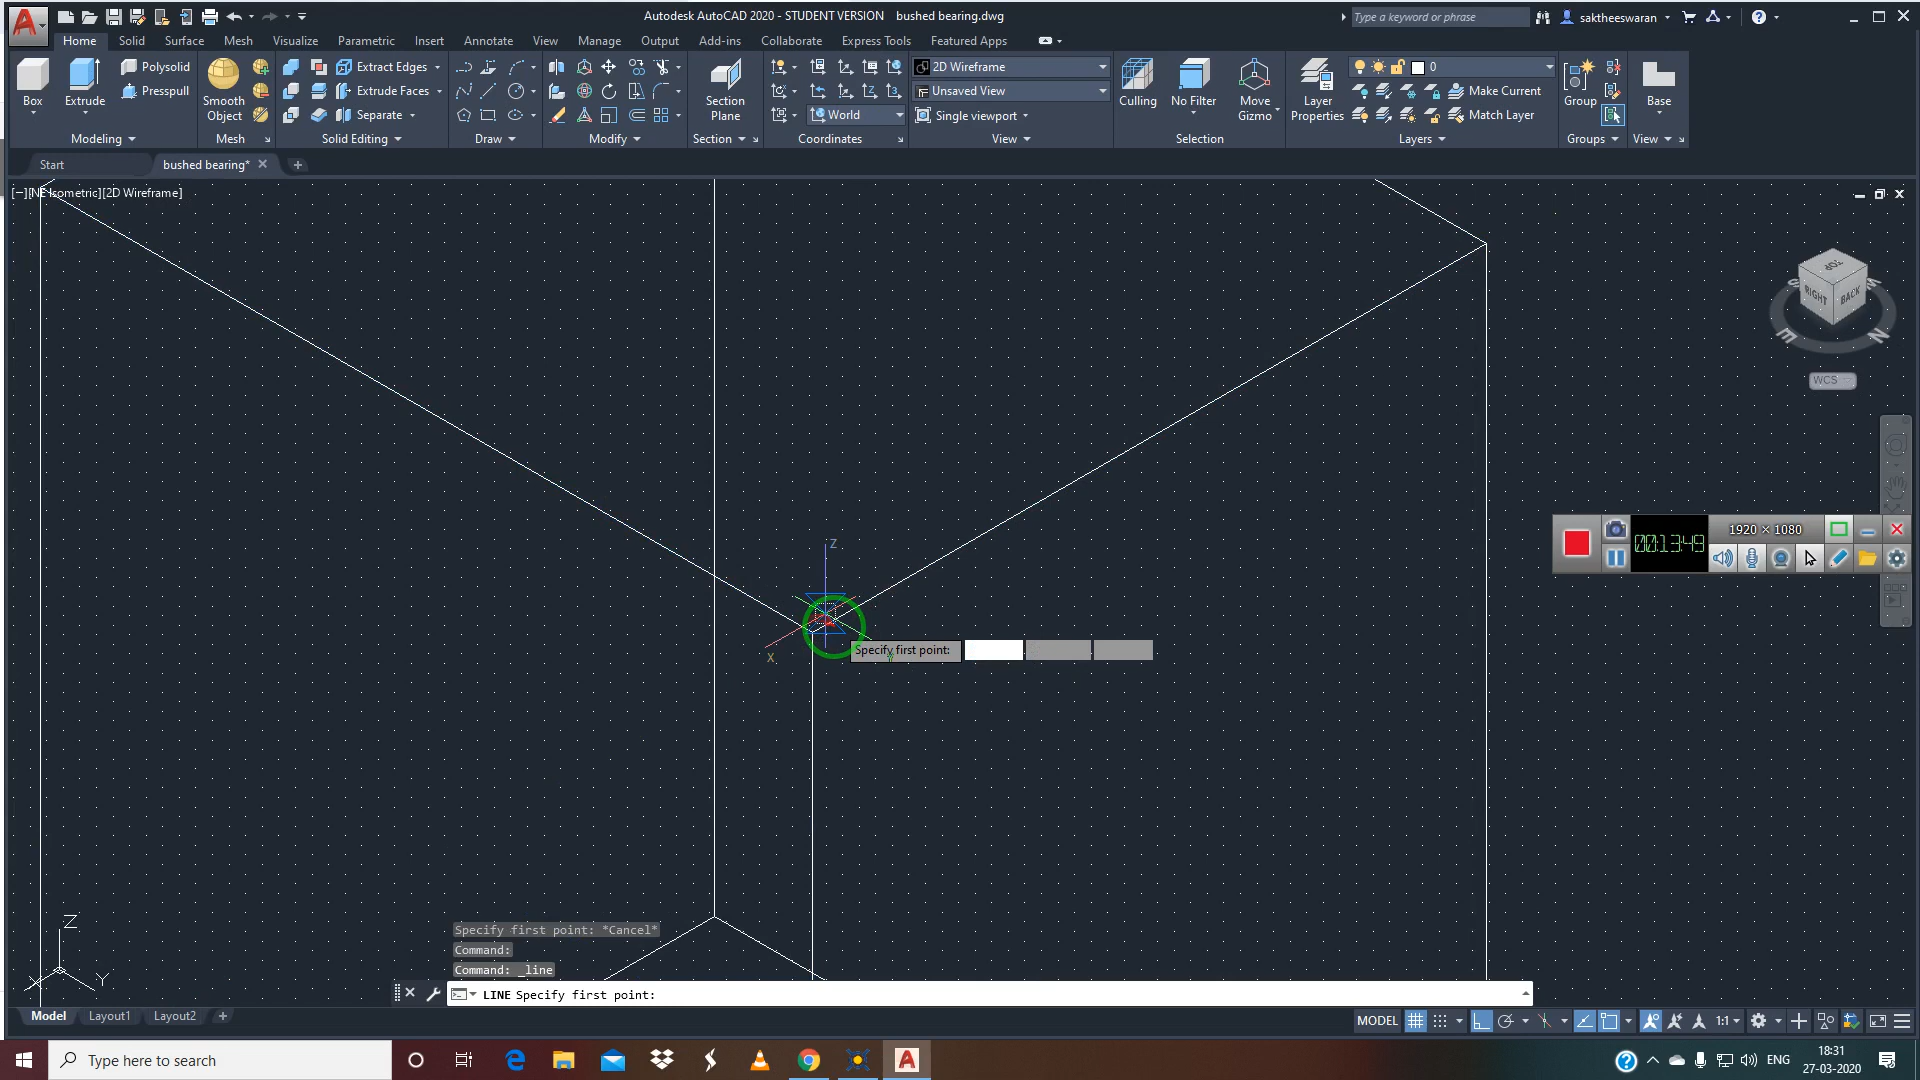 Autodesk AutoCAD 2020 - STUDENT VERSION bushed bearing.dwg
Type a keyword or phrase
saktheeswaran
Home Solid Surface Mesh Visualize Parametric Insert Annotate View Manage Output Add-ins Collaborate Express Tools Featured Apps
Polysolid Extract Edges 2D Wireframe 0
Presspull Extrude Faces Unsaved View Make Current
Box Extrude Smooth Object Separate Section Plane World Single viewport Culling No Filter Move Gizmo Layer Properties Match Layer Group Base
Modeling Mesh Solid Editing Draw Modify Section Coordinates View Selection Layers Groups View
Start bushed bearing*
[−][NE Isometric][2D Wireframe]
TOP
RIGHT BACK
E N
WCS
1920 × 1080
00:13:49
Z
X
Specify first point:
Specify first point: *Cancel*
Command:
Command: _line
LINE Specify first point:
Z
X Y
Model Layout1 Layout2
MODEL 1:1
Type here to search
ENG
18:31
27-03-2020